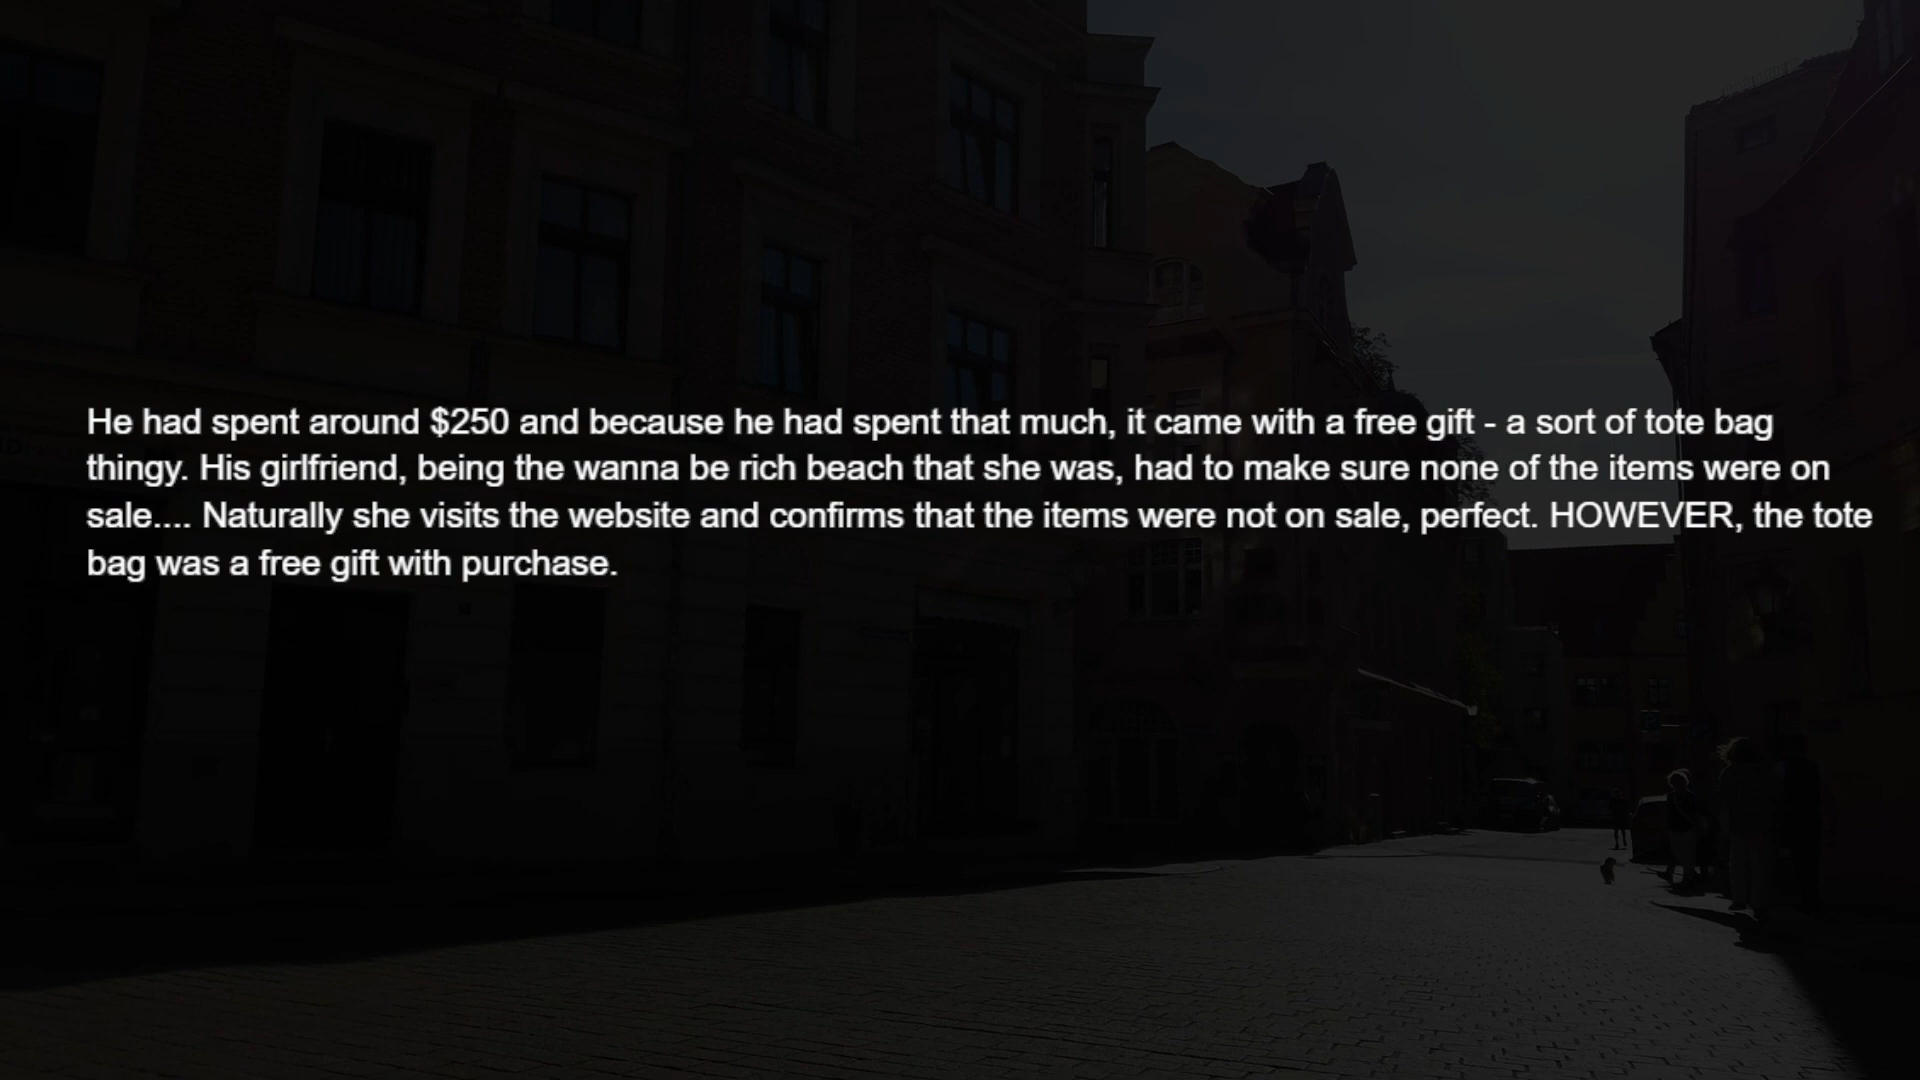 He had spent around $250 and because he had spent that much, it came with a free gift - a sort of tote bag
thingy. His girlfriend, being the wanna be rich beach that she was, had to make sure none of the items were on
sale.... Naturally she visits the website and confirms that the items were not on sale, perfect. HOWEVER, the tote
bag was a free gift with purchase.